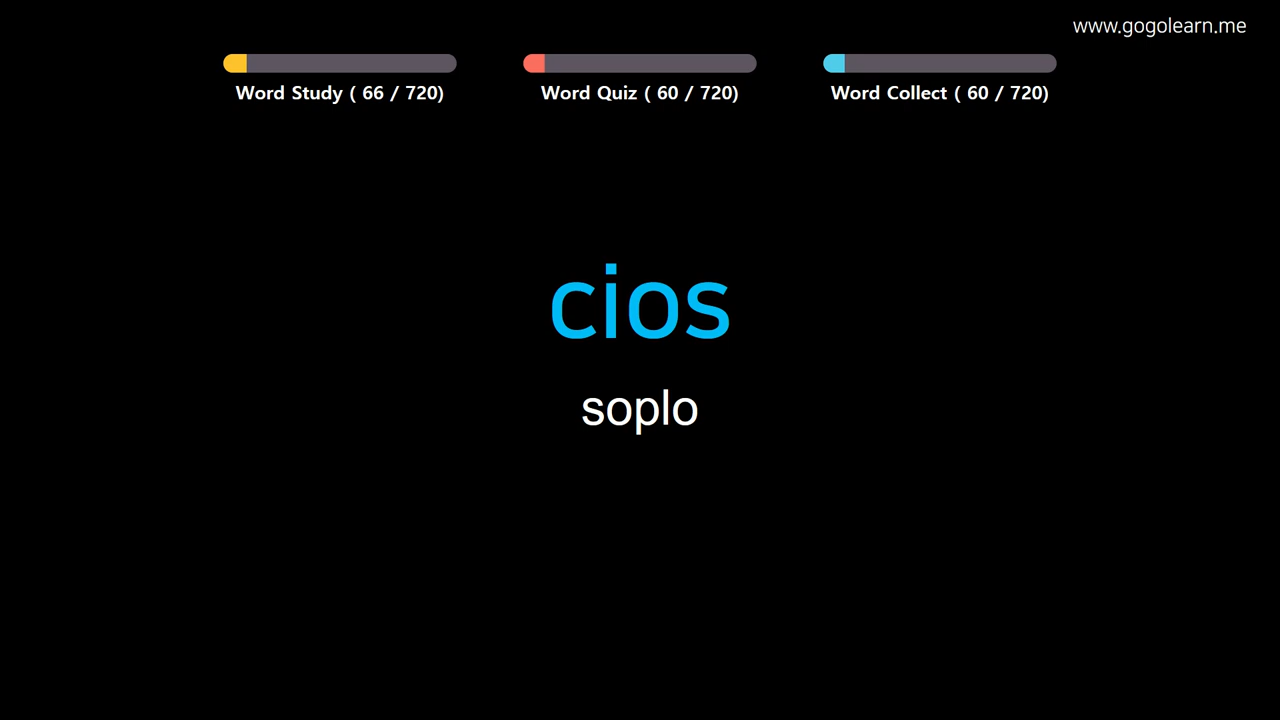 www.gogolearn.me
Word Study ( 66 / 720)
Word Quiz ( 60 / 720)
Word Collect ( 60 / 720)
cios
soplo